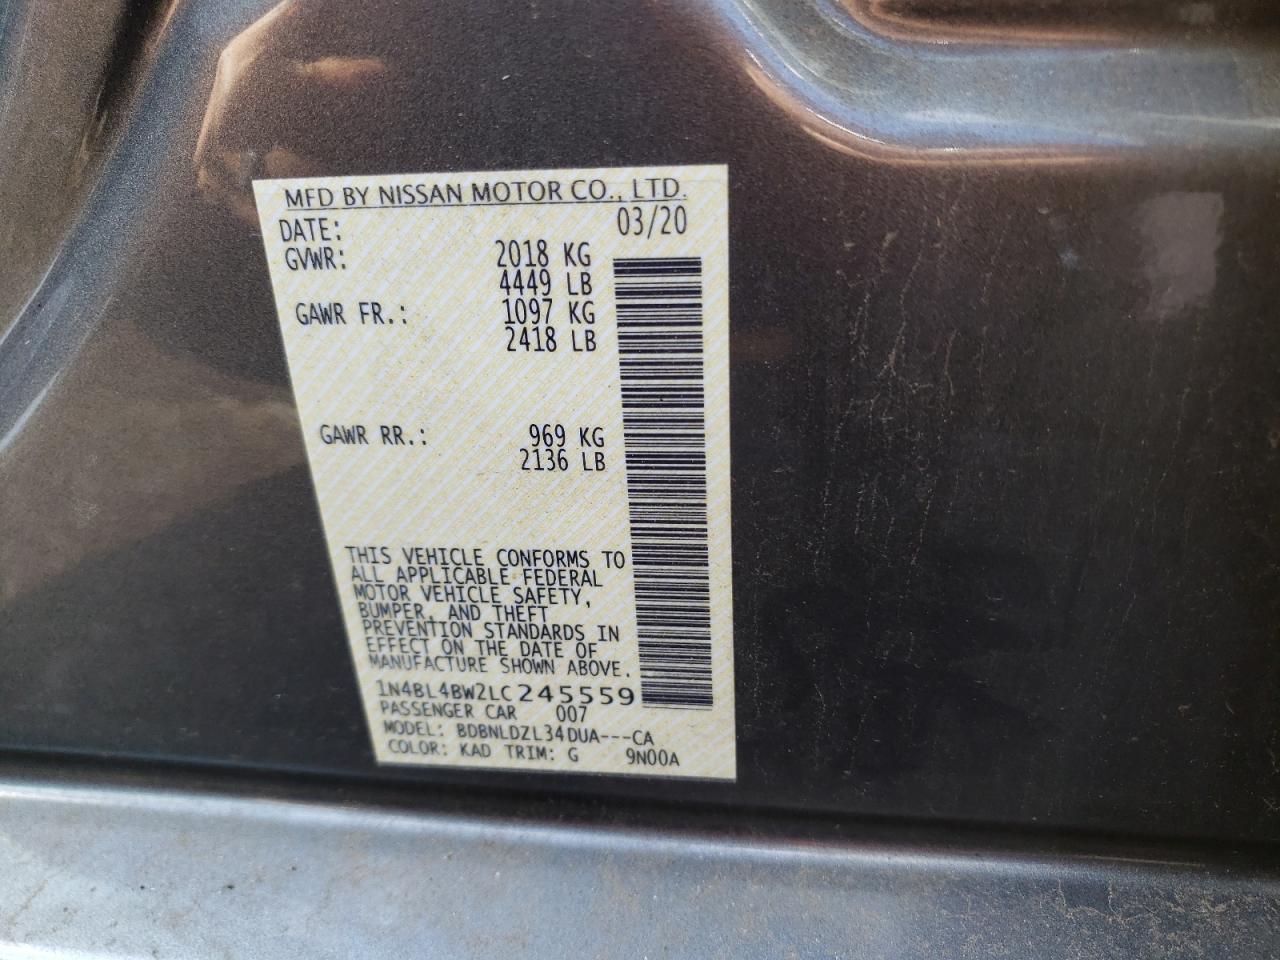 MFD BY NISSAN MOTOR CO., LTD.
DATE: 03/20
GVWR: 2018 KG
4449 LB
GAWR FR.: 1097 KG
2418 LB
GAWR RR.: 969 KG
2136 LB
THIS VEHICLE CONFORMS TO
ALL APPLICABLE FEDERAL
MOTOR VEHICLE SAFETY,
BUMPER, AND THEFT
PREVENTION STANDARDS IN
EFFECT ON THE DATE OF
MANUFACTURE SHOWN ABOVE.
1N4BL4BW2LC245559
PASSENGER CAR 007
MODEL: BDBNLDZL34DUA---CA
COLOR: KAD TRIM: G 9N00A